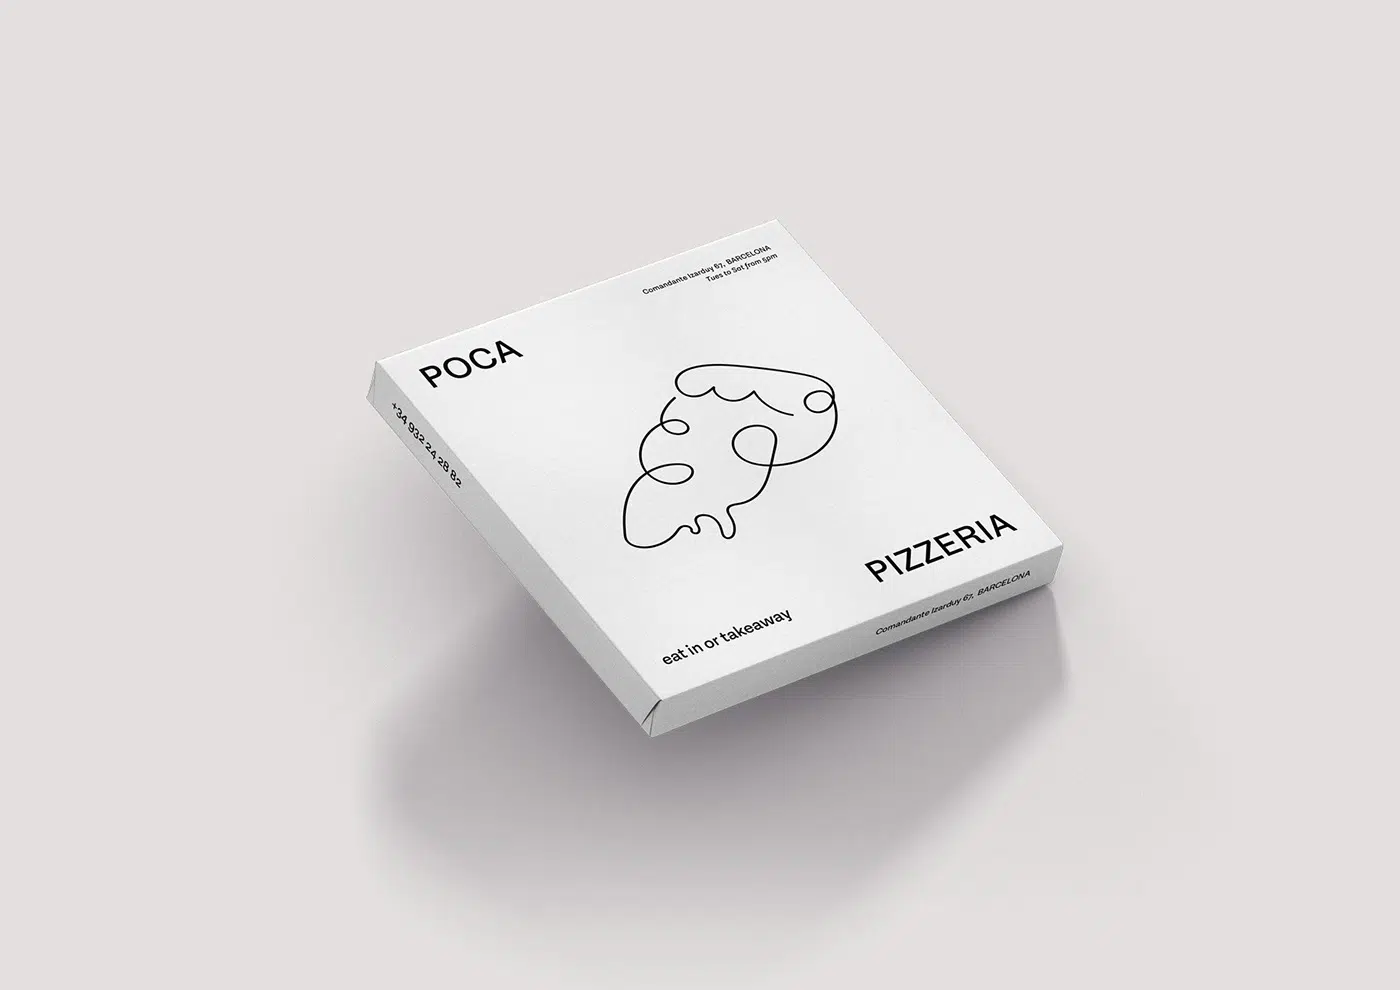 Comandante Izarduy 67, BARCELONA
Tues to Sat from 5pm
POCA
+34 932 24 28 82
PIZZERIA
Comandante Izarduy 67, BARCELONA
eat in or takeaway